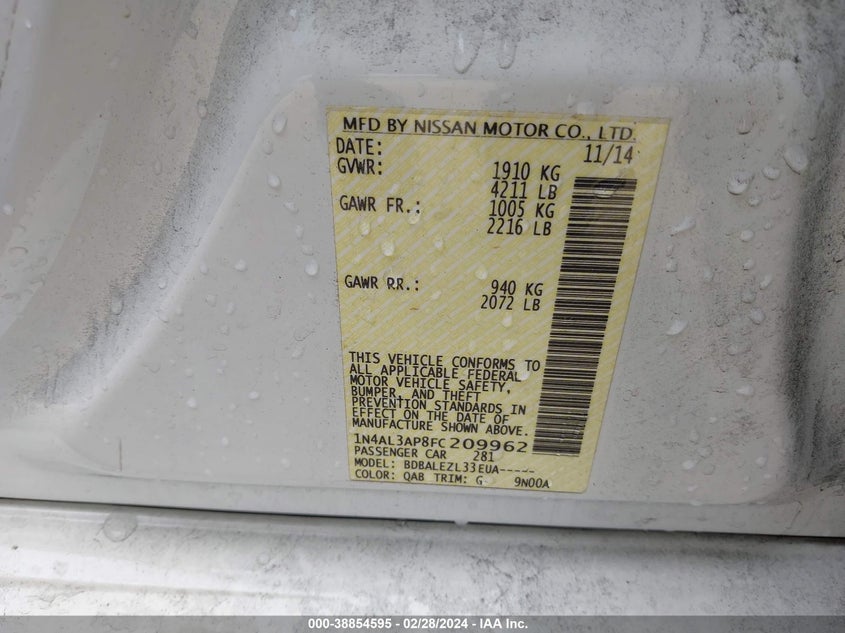 MFD BY NISSAN MOTOR CO., LTD.
DATE: 11/14
GVWR: 1910 KG
4211 LB
GAWR FR.: 1005 KG
2216 LB
GAWR RR.: 940 KG
2072 LB
THIS VEHICLE CONFORMS TO
ALL APPLICABLE FEDERAL
MOTOR VEHICLE SAFETY,
BUMPER, AND THEFT
PREVENTION STANDARDS IN
EFFECT ON THE DATE OF
MANUFACTURE SHOWN ABOVE.
1N4AL3AP8FC209962
PASSENGER CAR 281
MODEL: BDBALEZL33EUA-----
COLOR: QAB TRIM: G 9N00A
000-38854595 - 02/28/2024 - IAA Inc.